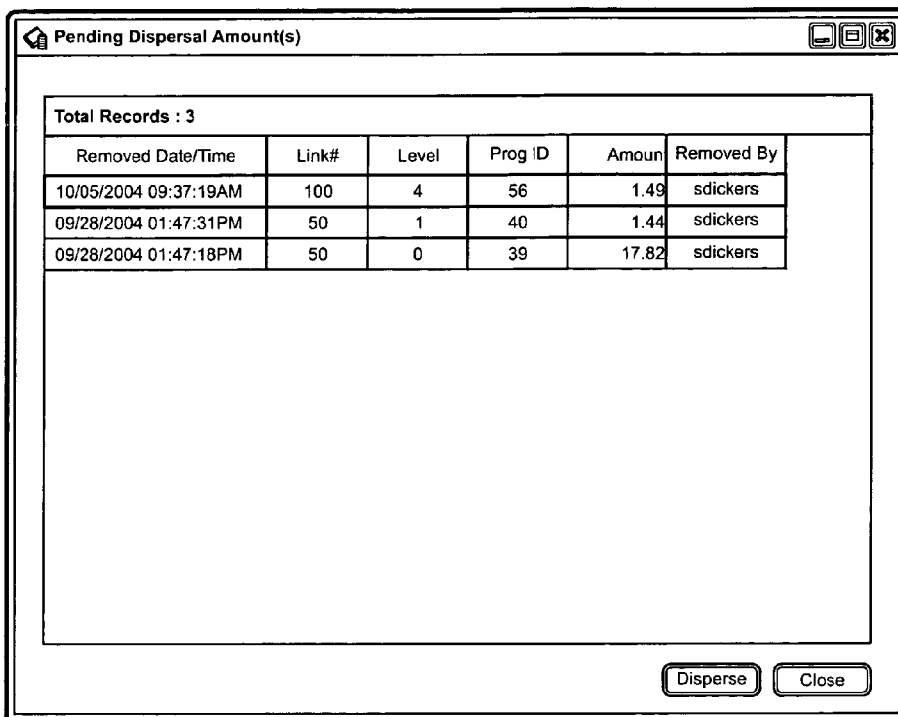 Pending Dispersal Amount(s)
Total Records : 3
Removed Date/Time Link# Level Prog ID Amoun Removed By
10/05/2004 09:37:19AM 100 4 56 1.49 sdickers
09/28/2004 01:47:31PM 50 1 40 1.44 sdickers
09/28/2004 01:47:18PM 50 0 39 17.82 sdickers
Disperse Close